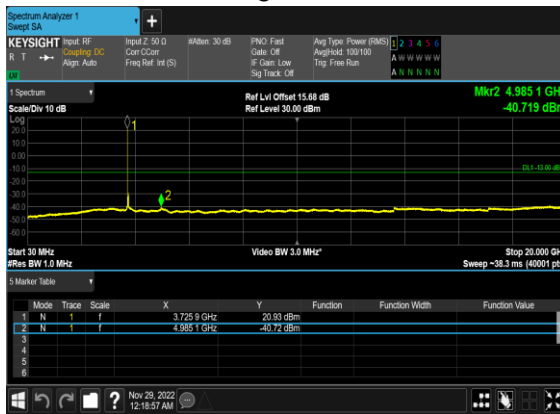 Spectrum Analyzer 1
Swept SA
KEYSIGHT Input: RF Input Z: 50 Ω #Atten: 30 dB PNO: Fast Avg Type: Power (RMS) 1 2 3 4 5 6
R T Coupling: DC Corr CCorr Gate: Off Avg|Hold: 100/100 A W W W W W
Align: Auto Freq Ref: Int (S) IF Gain: Low Trig: Free Run A N N N N N
Sig Track: Off
1 Spectrum
Scale/Div 10 dB
Ref Lvl Offset 15.68 dB
Ref Level 30.00 dBm
Mkr2 4.985 1 GH
-40.719 dBr
Log
20.0
10.0
0.00
-10.0
-20.0
-30.0
-40.0
-50.0
-60.0
1
2
DL1 -13.00 dB
Start 30 MHz Video BW 3.0 MHz* Stop 20.000 GH
#Res BW 1.0 MHz Sweep ~38.3 ms (40001 pt
5 Marker Table
Mode Trace Scale X Y Function Function Width Function Value
1 N 1 f 3.725 9 GHz 20.93 dBm
2 N 1 f 4.985 1 GHz -40.72 dBm
3
4
5
6
? Nov 29, 2022
12:18:57 AM